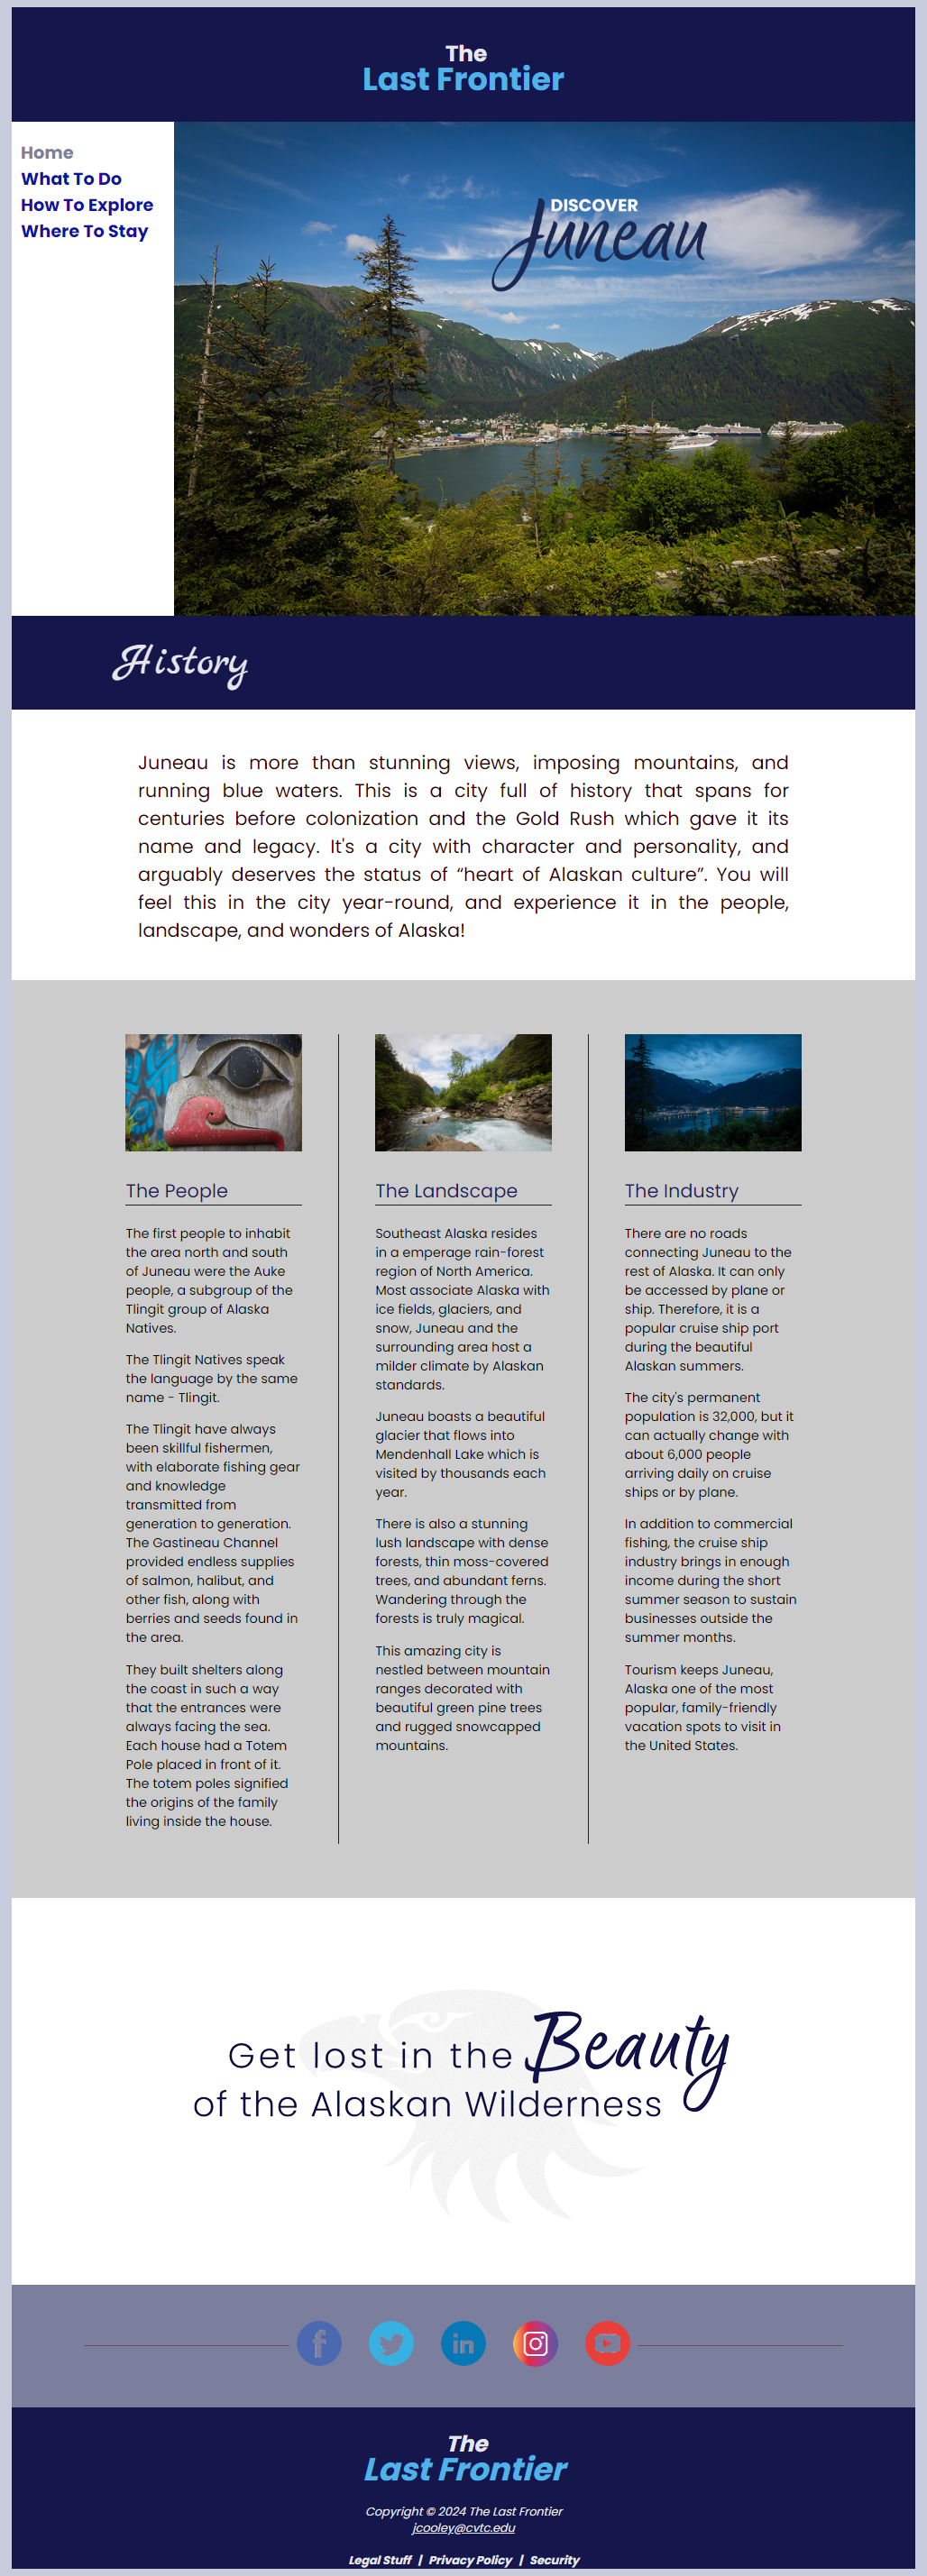 The
Last Frontier
Home
What To Do
How To Explore
Where To Stay
DISCOVER
Juneau
History
Juneau is more than stunning views, imposing mountains, and
running blue waters. This is a city full of history that spans for
centuries before colonization and the Gold Rush which gave it its
name and legacy. It's a city with character and personality, and
arguably deserves the status of “heart of Alaskan culture”. You will
feel this in the city year-round, and experience it in the people,
landscape, and wonders of Alaska!
The People
The first people to inhabit
the area north and south
of Juneau were the Auke
people, a subgroup of the
Tlingit group of Alaska
Natives.
The Tlingit Natives speak
the language by the same
name - Tlingit.
The Tlingit have always
been skillful fishermen,
with elaborate fishing gear
and knowledge
transmitted from
generation to generation.
The Gastineau Channel
provided endless supplies
of salmon, halibut, and
other fish, along with
berries and seeds found in
the area.
They built shelters along
the coast in such a way
that the entrances were
always facing the sea.
Each house had a Totem
Pole placed in front of it.
The totem poles signified
the origins of the family
living inside the house.
The Landscape
Southeast Alaska resides
in a emperage rain-forest
region of North America.
Most associate Alaska with
ice fields, glaciers, and
snow, Juneau and the
surrounding area host a
milder climate by Alaskan
standards.
Juneau boasts a beautiful
glacier that flows into
Mendenhall Lake which is
visited by thousands each
year.
There is also a stunning
lush landscape with dense
forests, thin moss-covered
trees, and abundant ferns.
Wandering through the
forests is truly magical.
This amazing city is
nestled between mountain
ranges decorated with
beautiful green pine trees
and rugged snowcapped
mountains.
The Industry
There are no roads
connecting Juneau to the
rest of Alaska. It can only
be accessed by plane or
ship. Therefore, it is a
popular cruise ship port
during the beautiful
Alaskan summers.
The city's permanent
population is 32,000, but it
can actually change with
about 6,000 people
arriving daily on cruise
ships or by plane.
In addition to commercial
fishing, the cruise ship
industry brings in enough
income during the short
summer season to sustain
businesses outside the
summer months.
Tourism keeps Juneau,
Alaska one of the most
popular, family-friendly
vacation spots to visit in
the United States.
Get lost in the Beauty
of the Alaskan Wilderness
f
in
The
Last Frontier
Copyright © 2024 The Last Frontier
jcooley@cvtc.edu
Legal Stuff | Privacy Policy | Security